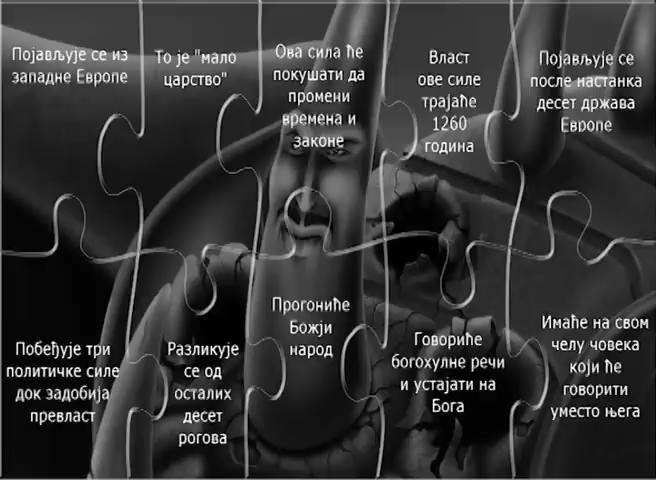 Појављује се из
западне Европе
То је "мало
царство"
Ова сила ће
покушати да
промени
времена и
законе
Власт
ове силе
трајаће
1260
година
Појављује се
после настанка
десет држава
Европе
Побеђује три
политичке силе
док задобија
превласт
Разликује
се од
осталих
десет
рогова
Прогониће
Божји
народ
Говориће
богохулне речи
и устајати на
Бога
Имаће на свом
челу човека
који ће
говорити
уместо њега